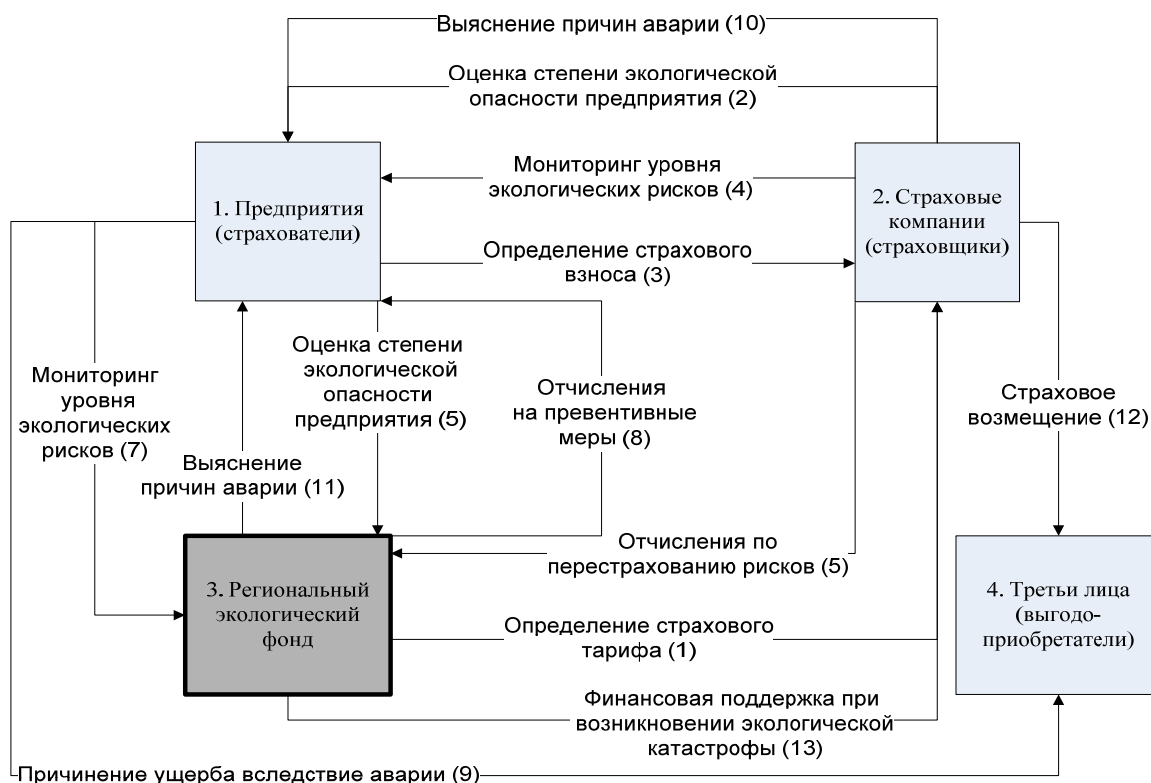 Выяснение причин аварии (10)
Оценка степени экологической
опасности предприятия (2)
Мониторинг уровня
экологических рисков (4)
1. Предприятия
(страхователи)
2. Страховые
компании
(страховщики)
Определение страхового
взноса (3)
Оценка степени
экологической
опасности
предприятия (5)
Отчисления
на превентивные
меры (8)
Мониторинг
уровня
экологических
рисков (7)
Страховое
возмещение (12)
Выяснение
причин аварии (11)
Отчисления по
перестрахованию рисков (5)
3. Региональный
экологический
фонд
4. Третьи лица
(выгодо-
приобретатели)
Определение страхового
тарифа (1)
Финансовая поддержка при
возникновении экологической
катастрофы (13)
Причинение ущерба вследствие аварии (9)